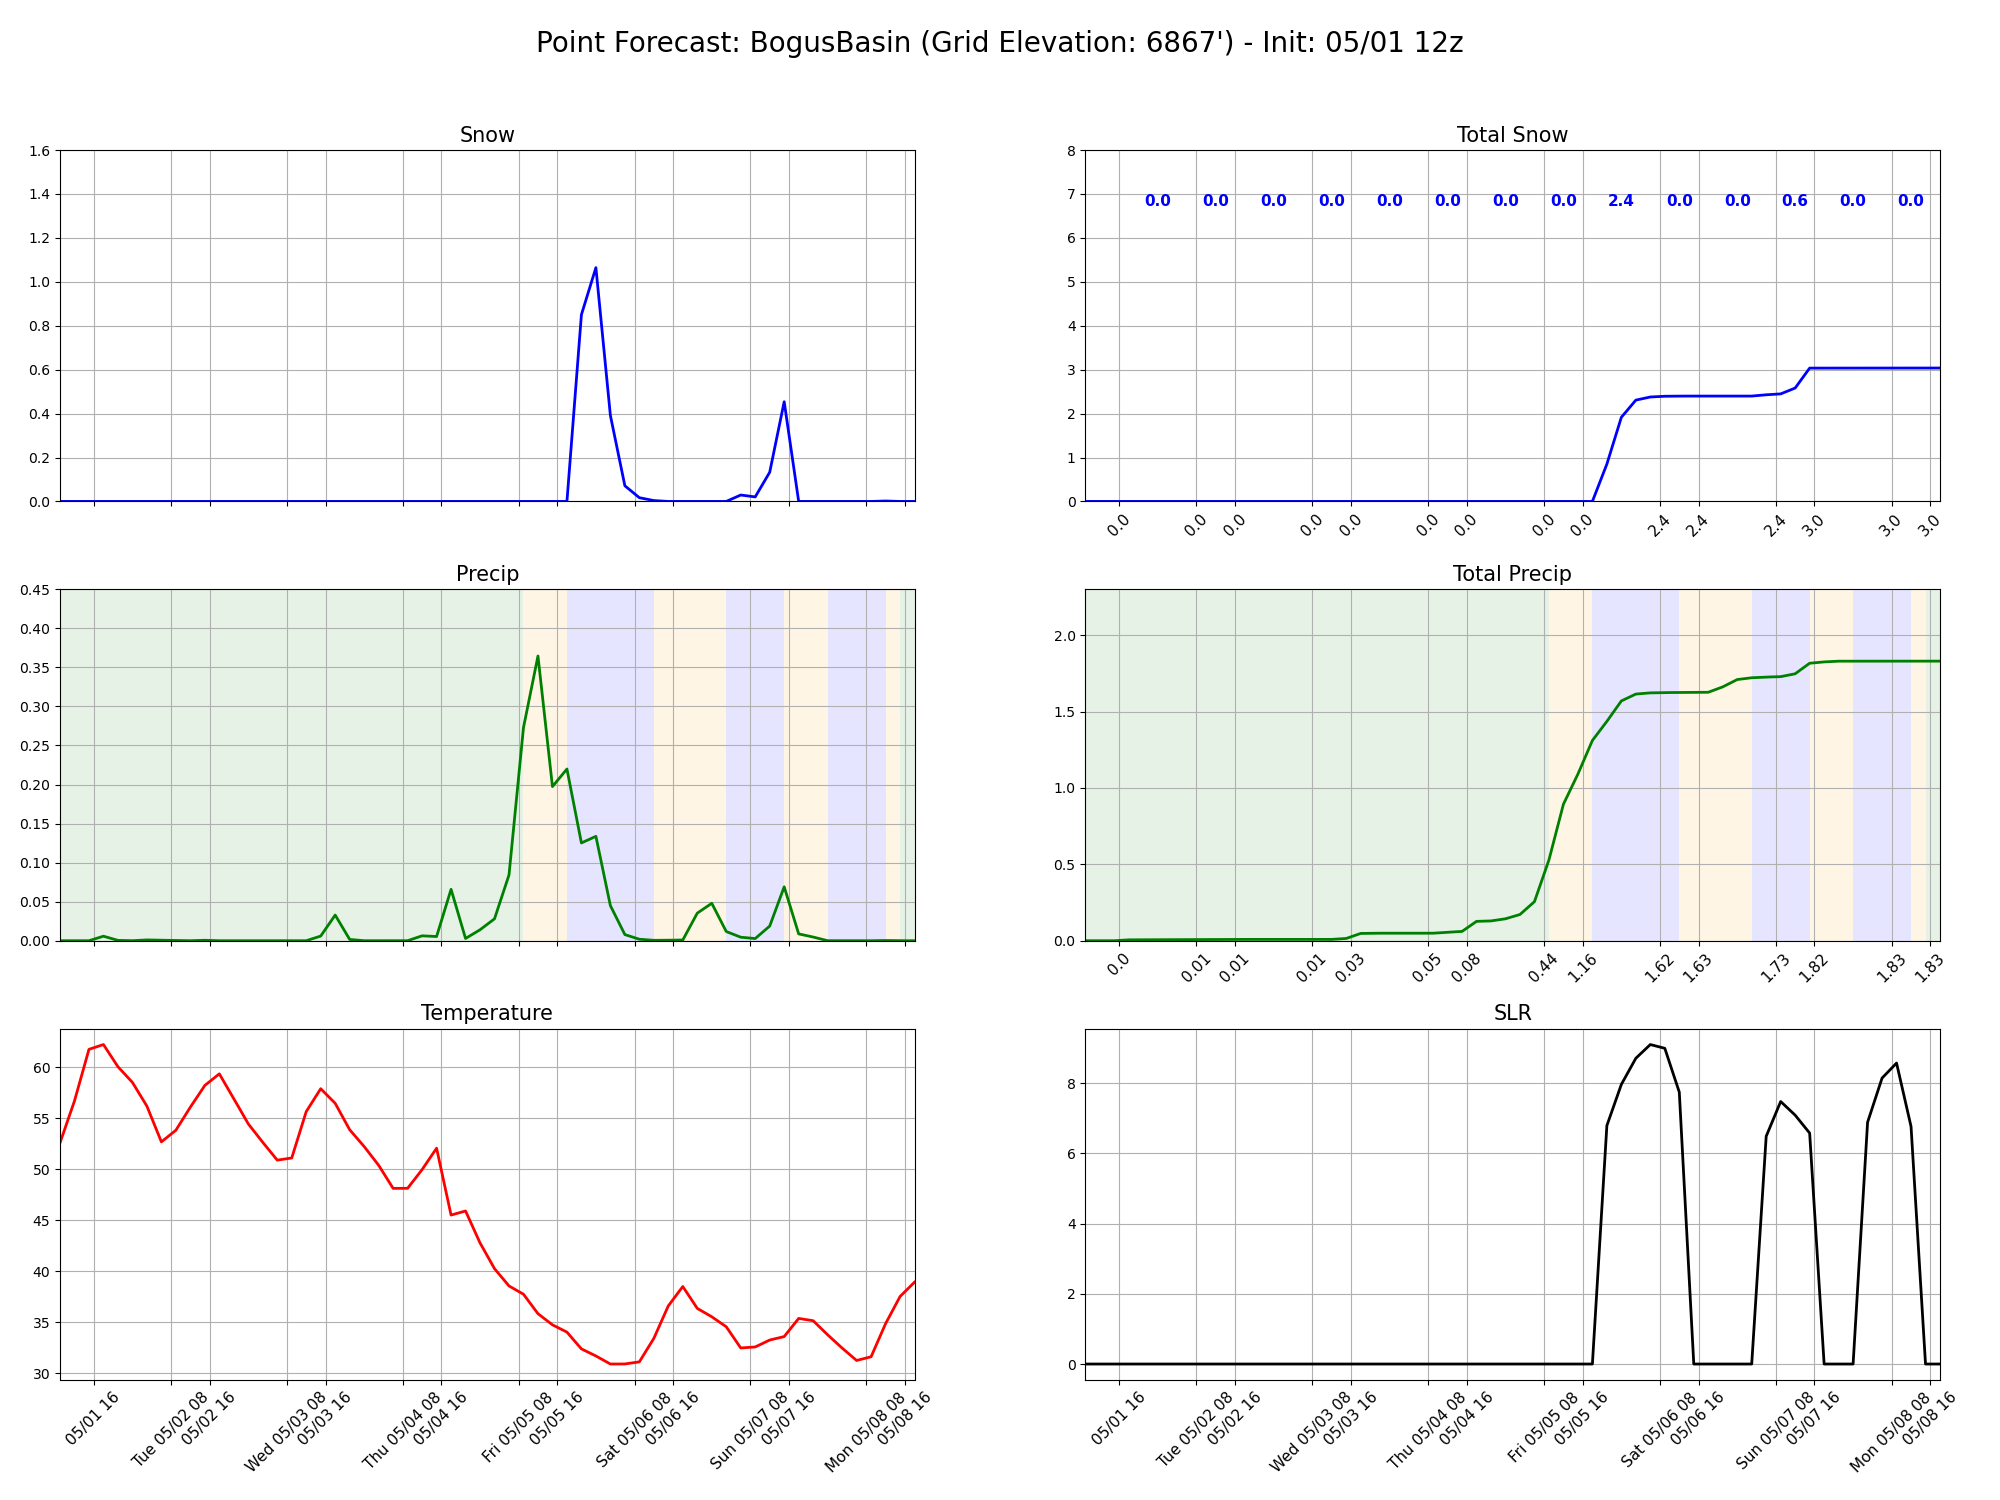 Point Forecast: BogusBasin (Grid Elevation: 6867') - Init: 05/01 12z
Snow
1.6
1.4
1.2
1.0
0.8
0.6
0.4
0.2
0.0
Total Snow
8
7
6
5
4
3
2
1
0
0.0 0.0 0.0 0.0 0.0 0.0 0.0 0.0 2.4 0.0 0.0 0.6 0.0 0.0
0.0 0.0 0.0 0.0 0.0 0.0 0.0 0.0 0.0 2.4 2.4 2.4 3.0 3.0 3.0
Precip
0.45
0.40
0.35
0.30
0.25
0.20
0.15
0.10
0.05
0.00
Total Precip
2.0
1.5
1.0
0.5
0.0
0.0 0.01 0.01 0.01 0.03 0.05 0.08 0.44 1.16 1.62 1.63 1.73 1.82 1.83 1.83
Temperature
60
55
50
45
40
35
30
05/01 16
Tue 05/02 08
05/02 16
Wed 05/03 08
05/03 16
Thu 05/04 08
05/04 16
Fri 05/05 08
05/05 16
Sat 05/06 08
05/06 16
Sun 05/07 08
05/07 16
Mon 05/08 08
05/08 16
SLR
8
6
4
2
0
05/01 16
Tue 05/02 08
05/02 16
Wed 05/03 08
05/03 16
Thu 05/04 08
05/04 16
Fri 05/05 08
05/05 16
Sat 05/06 08
05/06 16
Sun 05/07 08
05/07 16
Mon 05/08 08
05/08 16